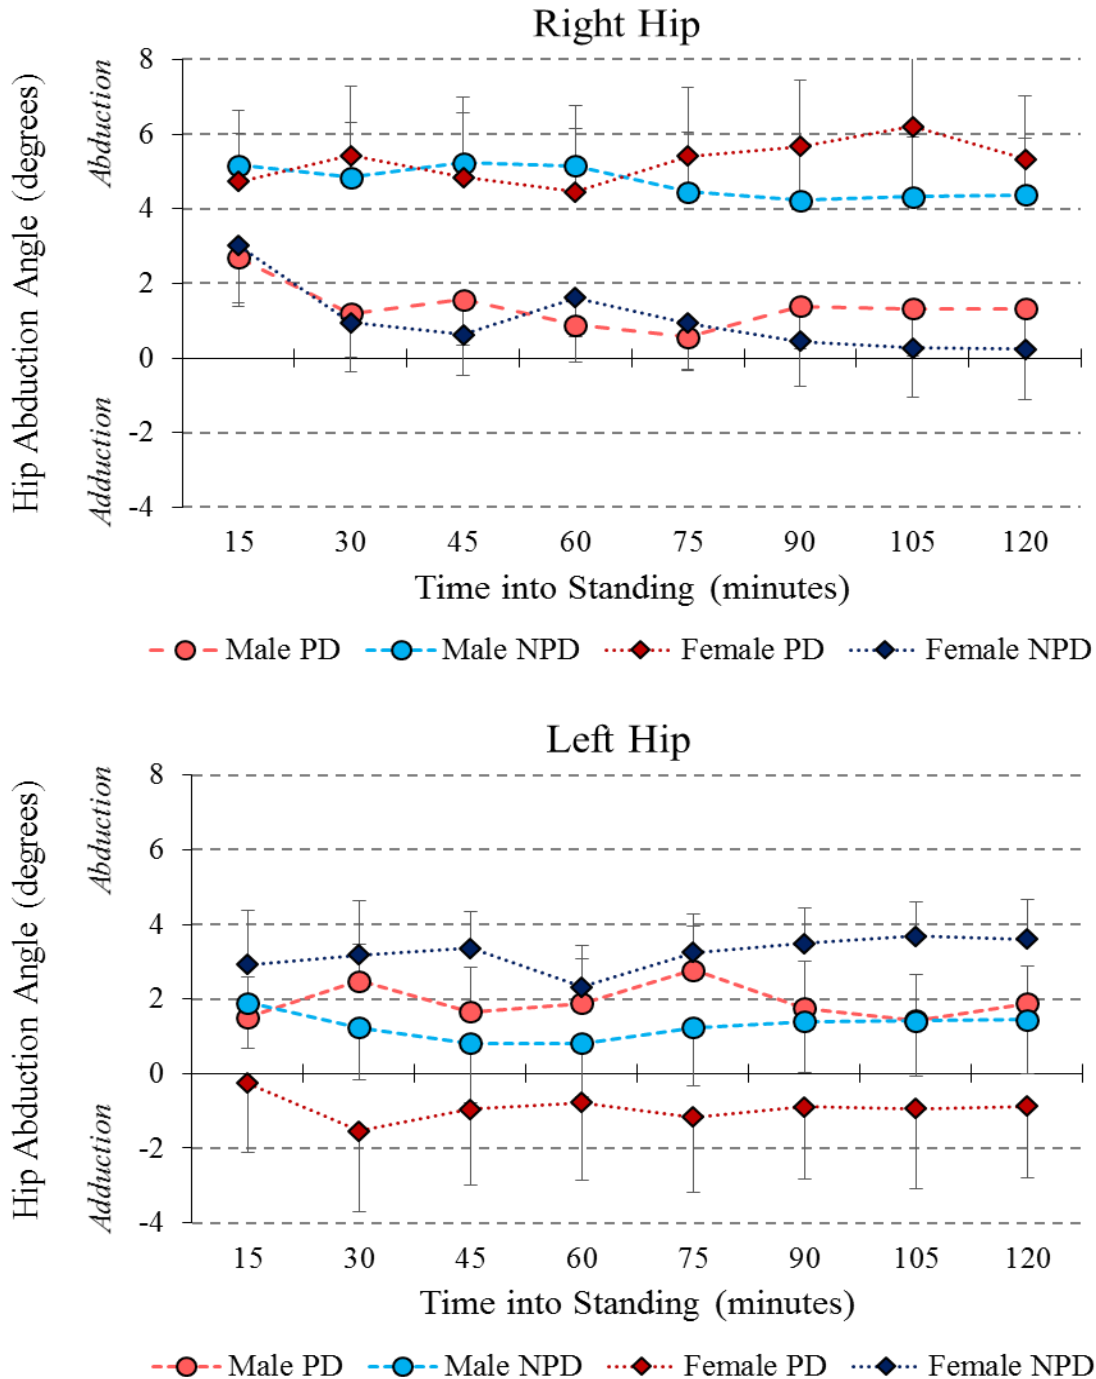 Right Hip
Hip Abduction Angle (degrees)
Abduction
Adduction
8
6
4
2
0
-2
-4
15 30 45 60 75 90 105 120
Time into Standing (minutes)
Male PD Male NPD Female PD Female NPD
Left Hip
Hip Abduction Angle (degrees)
Abduction
Adduction
8
6
4
2
0
-2
-4
15 30 45 60 75 90 105 120
Time into Standing (minutes)
Male PD Male NPD Female PD Female NPD